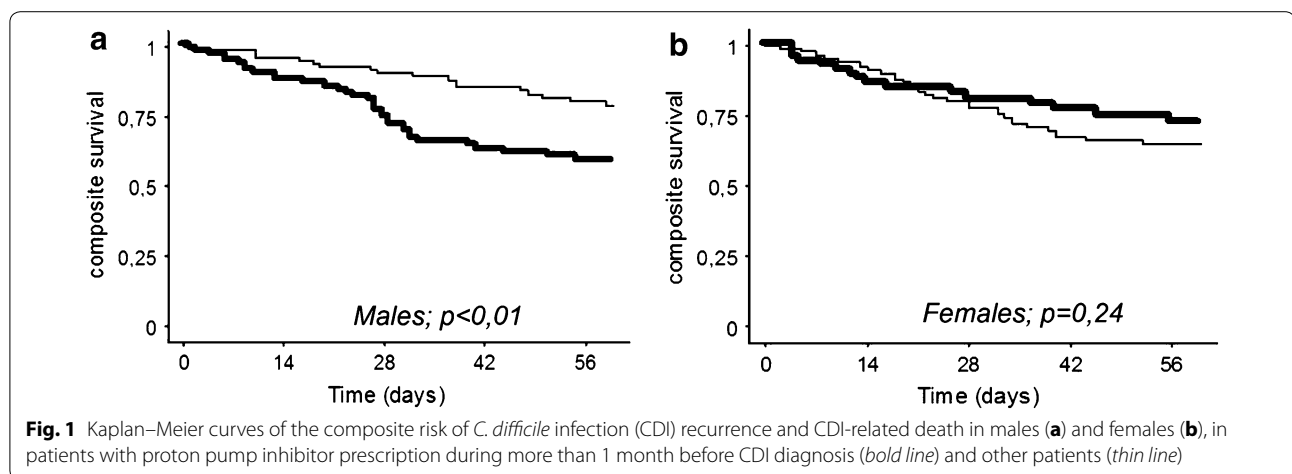 a
1
0,75
0,5
0,25
0
composite survival
Males; p<0,01
0 14 28 42 56
Time (days)
b
1
0,75
0,5
0,25
0
composite survival
Females; p=0,24
0 14 28 42 56
Time (days)
Fig. 1 Kaplan–Meier curves of the composite risk of C. difficile infection (CDI) recurrence and CDI-related death in males (a) and females (b), in
patients with proton pump inhibitor prescription during more than 1 month before CDI diagnosis (bold line) and other patients (thin line)